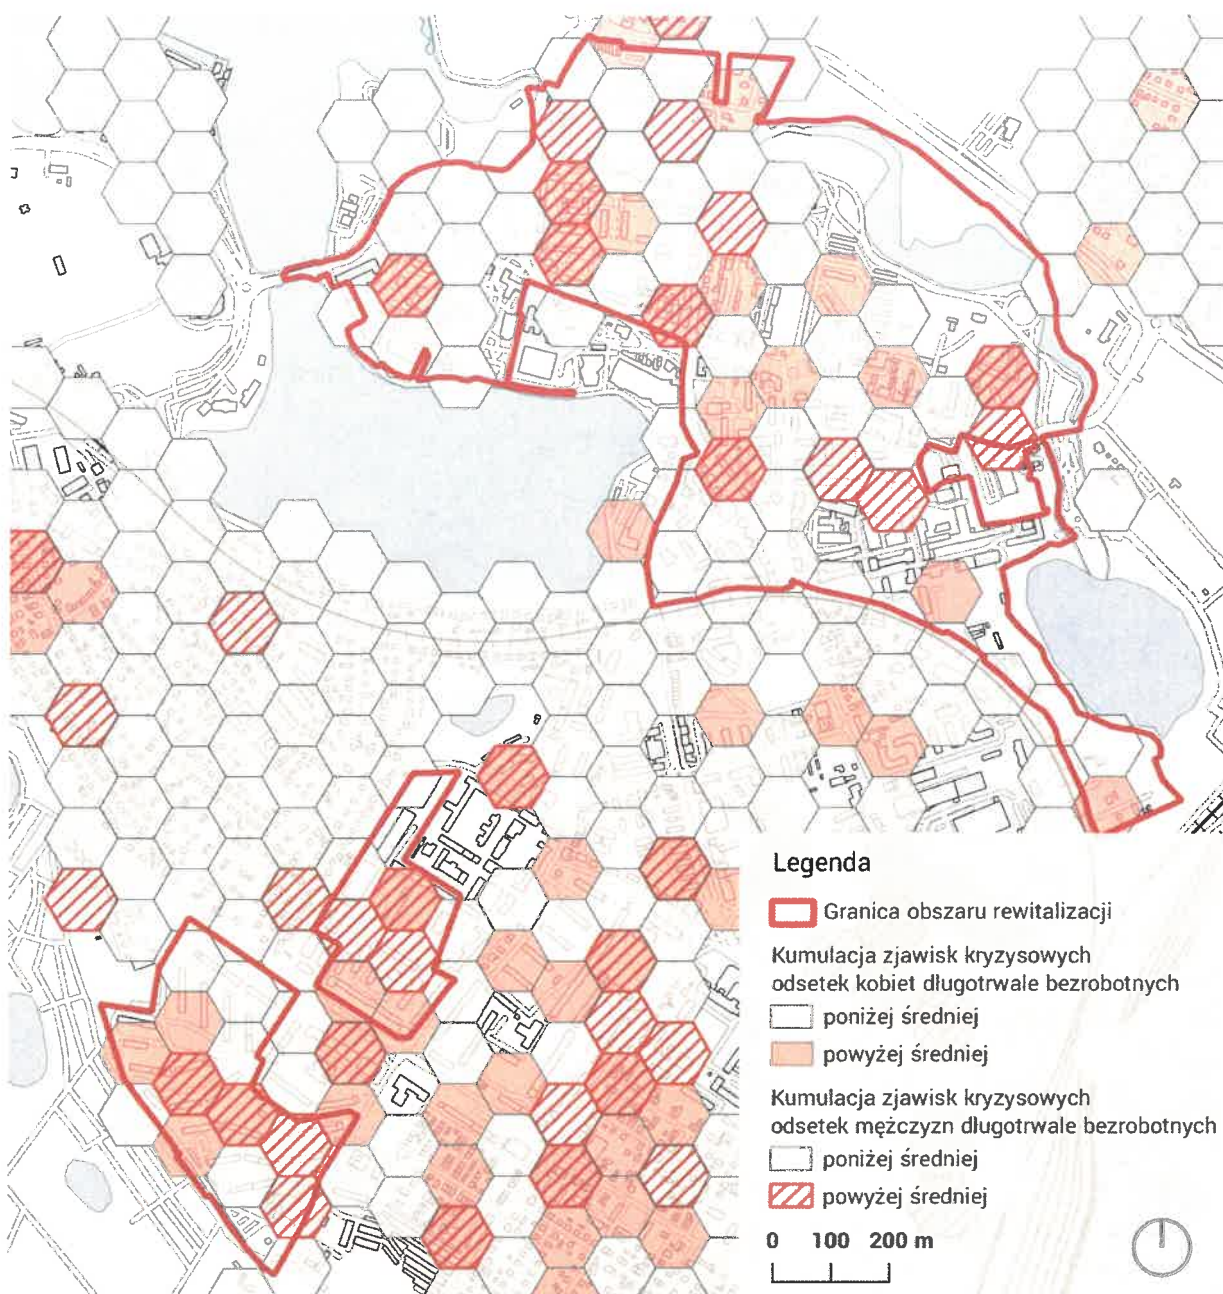 Legenda
Granica obszaru rewitalizacji
Kumulacja zjawisk kryzysowych
odsetek kobiet długotrwale bezrobotnych
poniżej średniej
powyżej średniej
Kumulacja zjawisk kryzysowych
odsetek mężczyzn długotrwale bezrobotnych
poniżej średniej
powyżej średniej
0 100 200 m